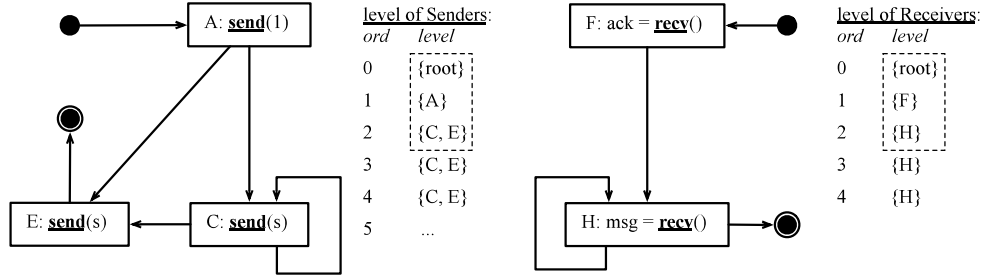 A: send(1)
E: send(s)
C: send(s)
level of Senders:
ord level
0 {root}
1 {A}
2 {C, E}
3 {C, E}
4 {C, E}
5 ...
F: ack = recv()
H: msg = recv()
level of Receivers:
ord level
0 {root}
1 {F}
2 {H}
3 {H}
4 {H}